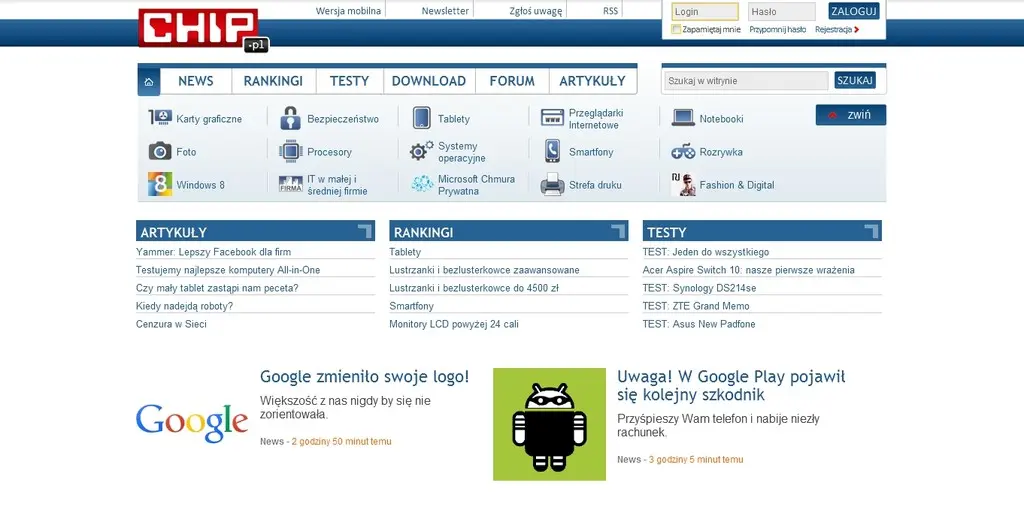 Wersja mobilna
Newsletter
Zgłoś uwagę
RSS
Login
Hasło
ZALOGUJ
Zapamiętaj mnie
Przypomnij hasło
Rejestracja
CHIP
.pl
NEWS
RANKINGI
TESTY
DOWNLOAD
FORUM
ARTYKUŁY
Szukaj w witrynie
SZUKAJ
Karty graficzne
Bezpieczeństwo
Tablety
WWW
Przeglądarki
Internetowe
Notebooki
zwiń
Foto
Procesory
Systemy
operacyjne
Smartfony
Rozrywka
8
Windows 8
FIRMA
IT w małej i
średniej firmie
Microsoft Chmura
Prywatna
Strefa druku
Fashion & Digital
ARTYKUŁY
Yammer: Lepszy Facebook dla firm
Testujemy najlepsze komputery All-in-One
Czy mały tablet zastąpi nam peceta?
Kiedy nadejdą roboty?
Cenzura w Sieci
RANKINGI
Tablety
Lustrzanki i bezlusterkowce zaawansowane
Lustrzanki i bezlusterkowce do 4500 zł
Smartfony
Monitory LCD powyżej 24 cali
TESTY
TEST: Jeden do wszystkiego
Acer Aspire Switch 10: nasze pierwsze wrażenia
TEST: Synology DS214se
TEST: ZTE Grand Memo
TEST: Asus New Padfone
Google
Google zmieniło swoje logo!
Większość z nas nigdy by się nie
zorientowała.
News - 2 godziny 50 minut temu
Uwaga! W Google Play pojawił
się kolejny szkodnik
Przyśpieszy Wam telefon i nabije niezły
rachunek.
News - 3 godziny 5 minut temu